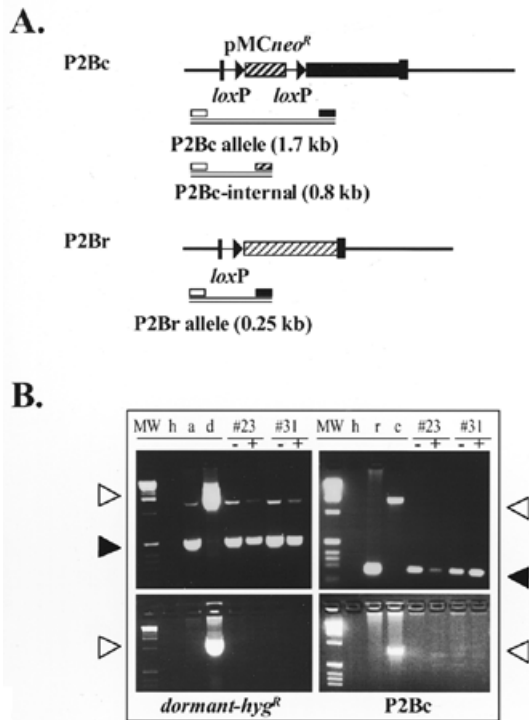 A.
pMCneoᴿ
P2Bc
loxP loxP
P2Bc allele (1.7 kb)
P2Bc-internal (0.8 kb)
P2Br
loxP
P2Br allele (0.25 kb)
B.
MW h a d #23 #31 MW h r c #23 #31
- + - + - + - +
dormant-hygᴿ P2Bc